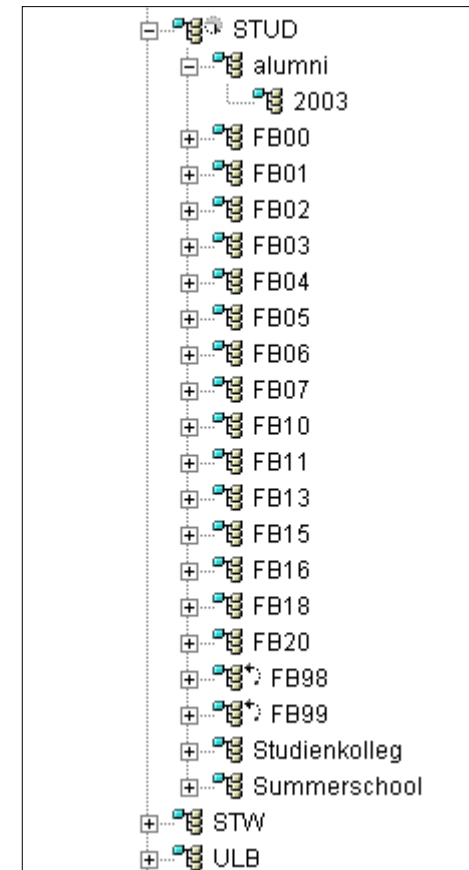 STUD
alumni
2003
FB00
FB01
FB02
FB03
FB04
FB05
FB06
FB07
FB10
FB11
FB13
FB15
FB16
FB18
FB20
FB98
FB99
Studienkolleg
Summerschool
STW
ULB